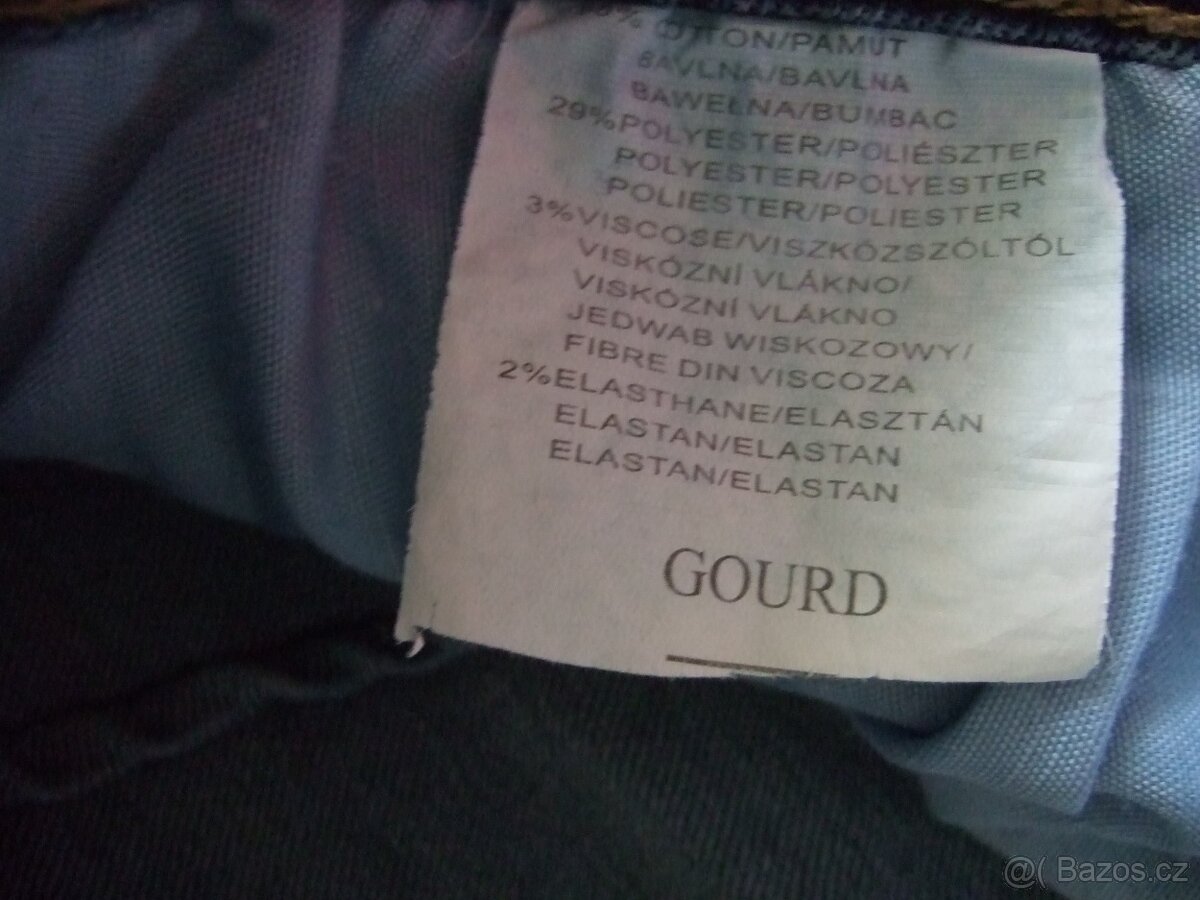 % COTTON/PAMUT
BAVLNA/BAVLNA
BAWEŁNA/BUMBAC
29%POLYESTER/POLIÉSZTER
POLYESTER/POLYESTER
POLIESTER/POLIESTER
3%VISCOSE/VISZKÓZSZÓLTÓL
VISKÓZNÍ VLÁKNO/
VISKÓZNÍ VLÁKNO
JEDWAB WISKOZOWY/
FIBRE DIN VISCOZA
2%ELASTHANE/ELASZTÁN
ELASTAN/ELASTAN
ELASTAN/ELASTAN
GOURD
@( Bazos.cz